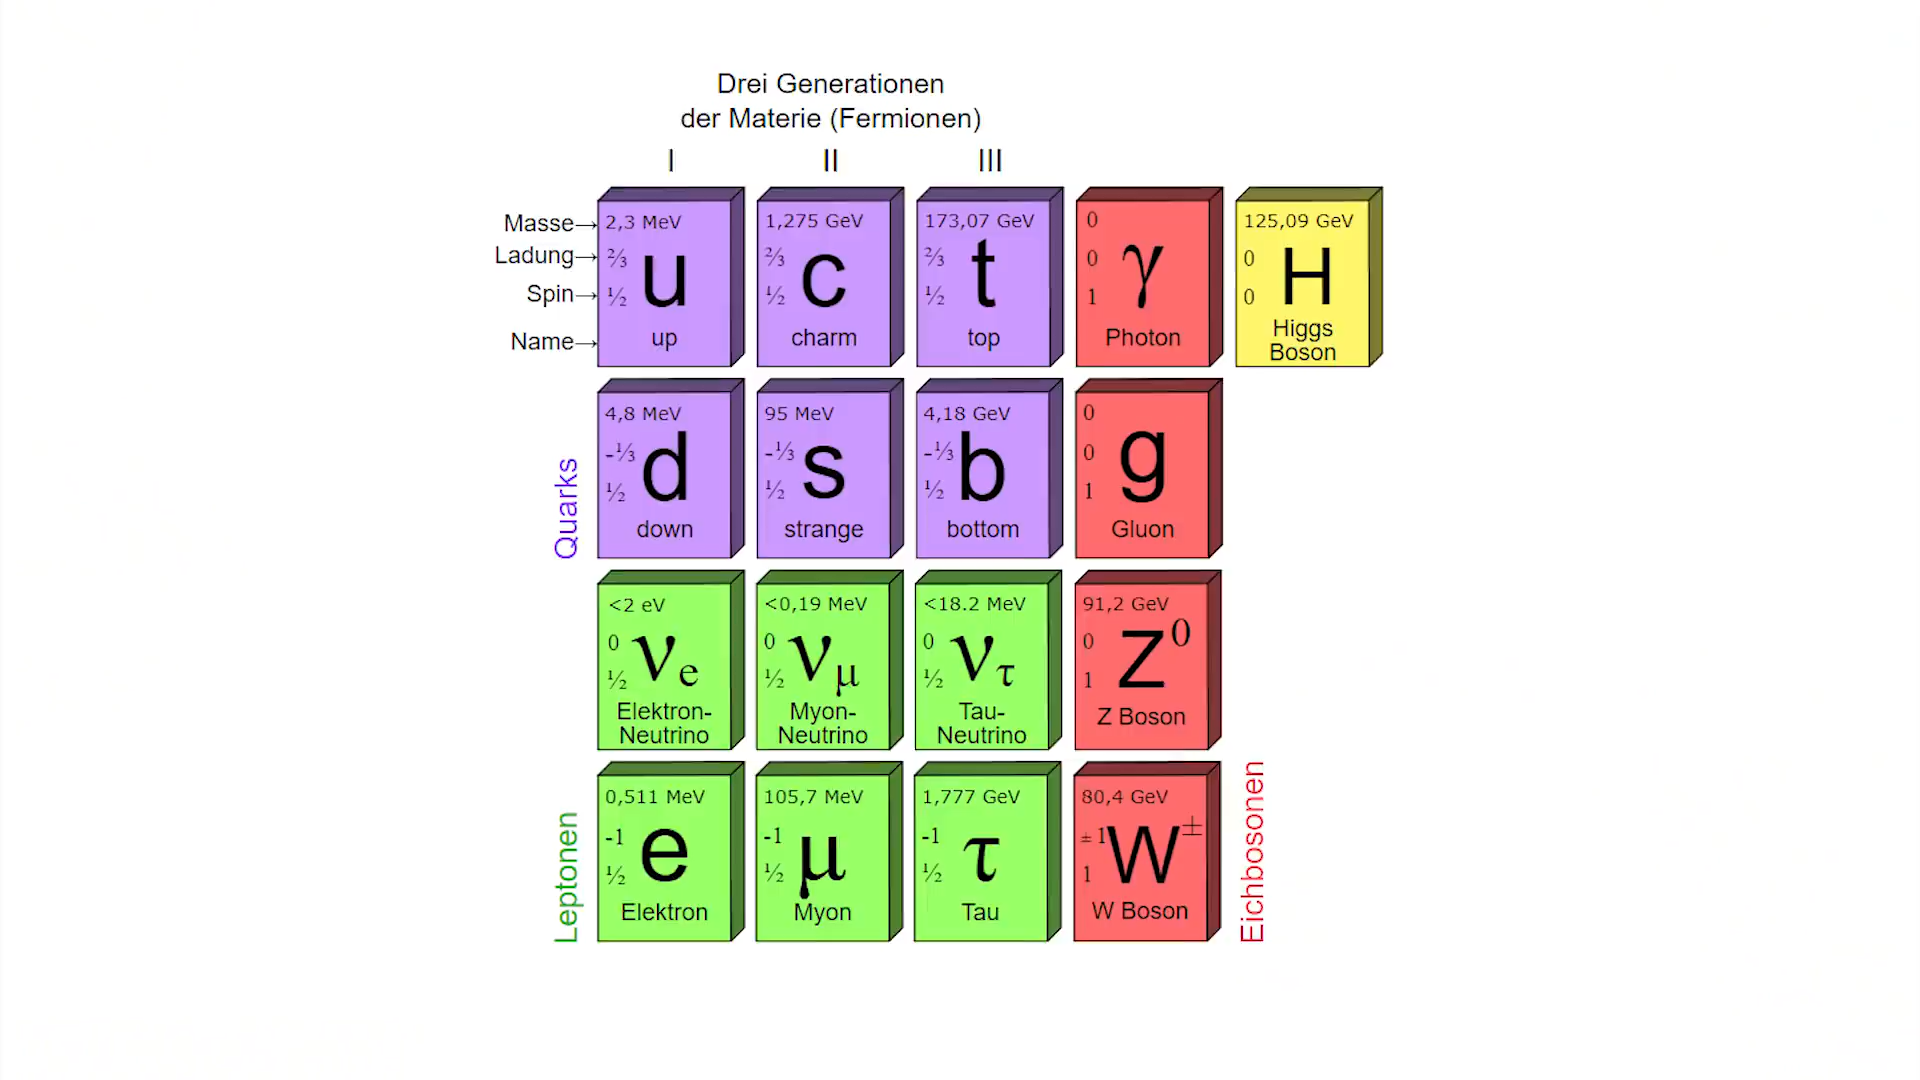 Drei Generationen
der Materie (Fermionen)
I II III
Masse→
Ladung→
Spin→
Name→
2,3 MeV
⅔
½
u
up
1,275 GeV
⅔
½
c
charm
173,07 GeV
⅔
½
t
top
0
0
1
γ
Photon
125,09 GeV
0
0
H
Higgs
Boson
Quarks
4,8 MeV
-⅓
½
d
down
95 MeV
-⅓
½
s
strange
4,18 GeV
-⅓
½
b
bottom
0
0
1
g
Gluon
<2 eV
0
½
νe
Elektron-
Neutrino
<0,19 MeV
0
½
νμ
Myon-
Neutrino
<18.2 MeV
0
½
ντ
Tau-
Neutrino
91,2 GeV
0
1
Z⁰
Z Boson
Leptonen
0,511 MeV
-1
½
e
Elektron
105,7 MeV
-1
½
μ
Myon
1,777 GeV
-1
½
τ
Tau
80,4 GeV
±1
1
W±
W Boson
Eichbosonen